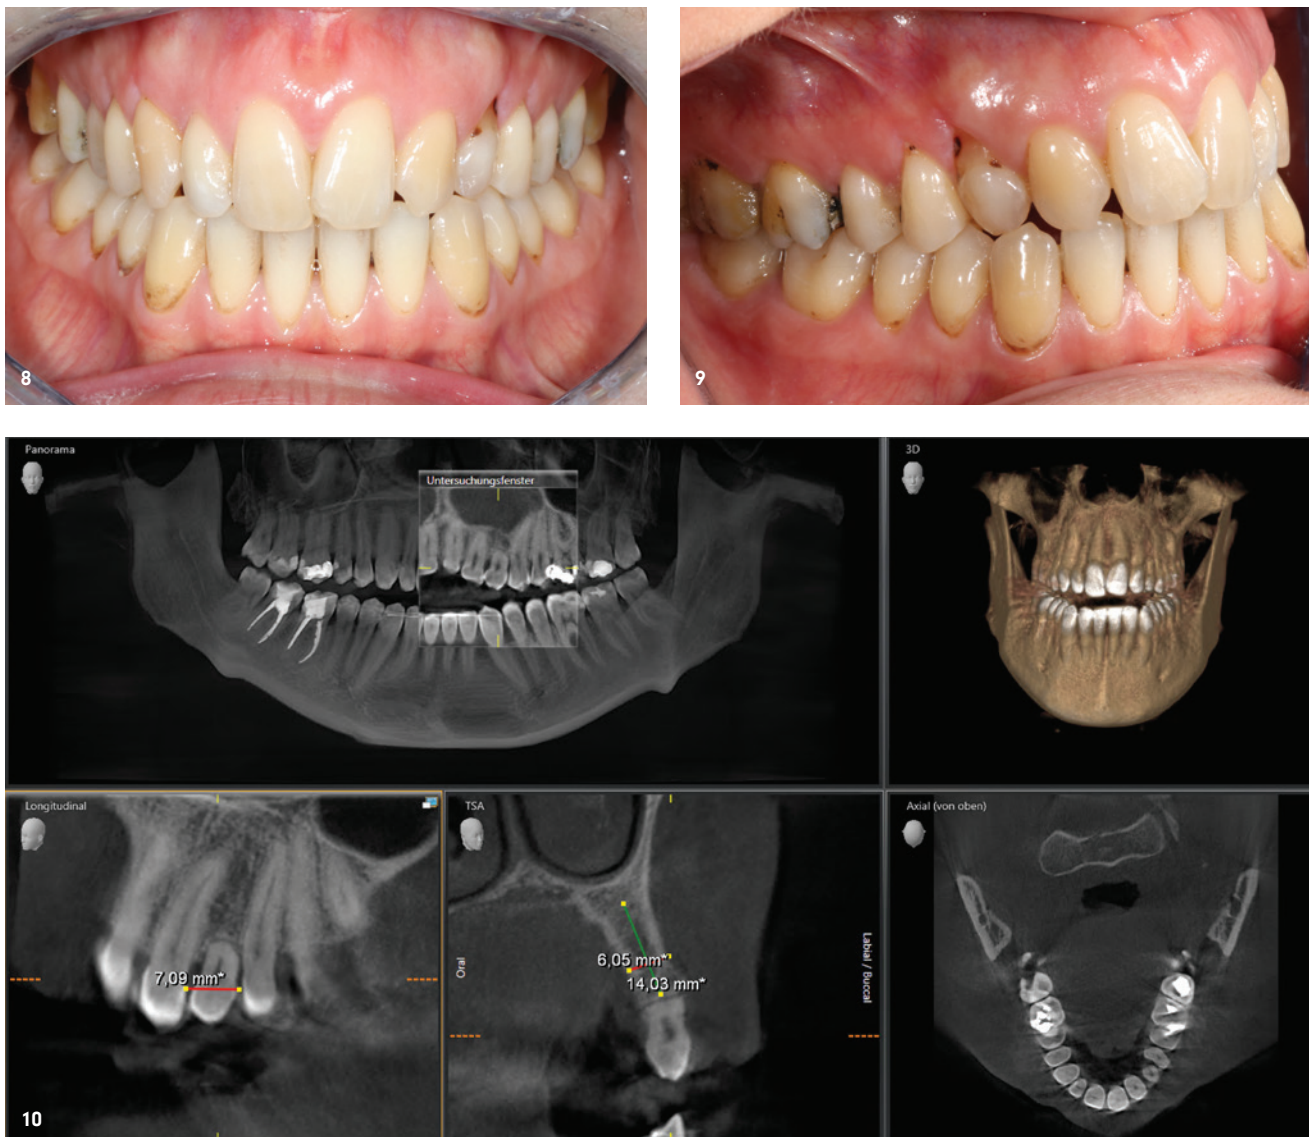 8
9
Panorama
Untersuchungsfenster
3D
Longitudinal
7,09 mm*
10
TSA
Oral
6,05 mm*
14,03 mm*
Labial / Buccal
Axial (von oben)